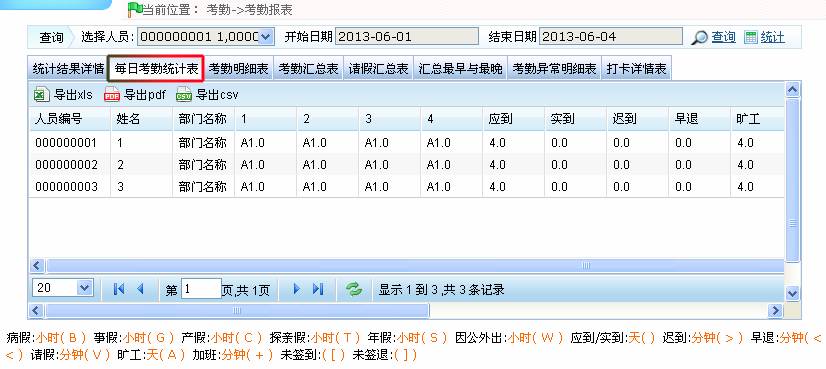 当前位置： 考勤->考勤报表
查询 选择人员: 000000001 1,0000 开始日期 2013-06-01 结束日期 2013-06-04 查询 统计
统计结果详情 每日考勤统计表 考勤明细表 考勤汇总表 请假汇总表 汇总最早与最晚 考勤异常明细表 打卡详情表
导出xls 导出pdf 导出csv
人员编号 姓名 部门名称 1 2 3 4 应到 实到 迟到 早退 旷工
000000001 1 部门名称 A1.0 A1.0 A1.0 A1.0 4.0 0.0 0.0 0.0 4.0
000000002 2 部门名称 A1.0 A1.0 A1.0 A1.0 4.0 0.0 0.0 0.0 4.0
000000003 3 部门名称 A1.0 A1.0 A1.0 A1.0 4.0 0.0 0.0 0.0 4.0
20 第 1 页,共 1页 显示 1 到 3 ,共 3 条记录
病假:小时( B ) 事假:小时( G ) 产假:小时( C ) 探亲假:小时( T ) 年假:小时( S ) 因公外出:小时( W ) 应到/实到:天( ) 迟到:分钟( > ) 早退:分钟( <
< ) 请假:分钟( V ) 旷工:天( A ) 加班:分钟( + ) 未签到:( [ ) 未签退:( ] )